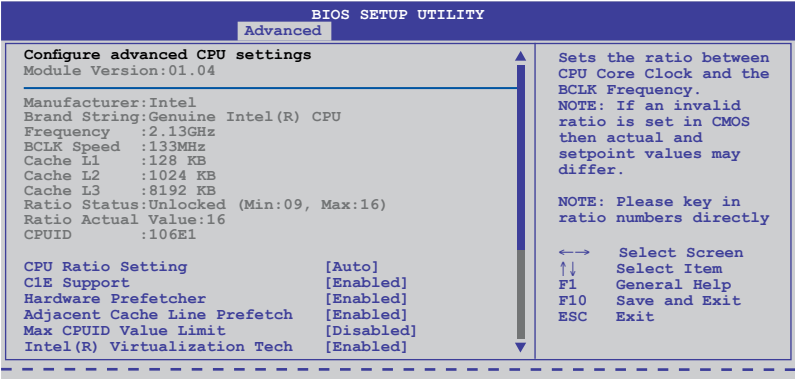 BIOS SETUP UTILITY
Advanced
Configure advanced CPU settings
Module Version:01.04
Manufacturer:Intel
Brand String:Genuine Intel(R) CPU
Frequency   :2.13GHz
BCLK Speed  :133MHz
Cache L1    :128 KB
Cache L2    :1024 KB
Cache L3    :8192 KB
Ratio Status:Unlocked (Min:09, Max:16)
Ratio Actual Value:16
CPUID       :106E1
CPU Ratio Setting [Auto]
C1E Support [Enabled]
Hardware Prefetcher [Enabled]
Adjacent Cache Line Prefetch [Enabled]
Max CPUID Value Limit [Disabled]
Intel(R) Virtualization Tech [Enabled]
Sets the ratio between
CPU Core Clock and the
BCLK Frequency.
NOTE: If an invalid
ratio is set in CMOS
then actual and
setpoint values may
differ.
NOTE: Please key in
ratio numbers directly
←→ Select Screen
↑↓ Select Item
F1 General Help
F10 Save and Exit
ESC Exit